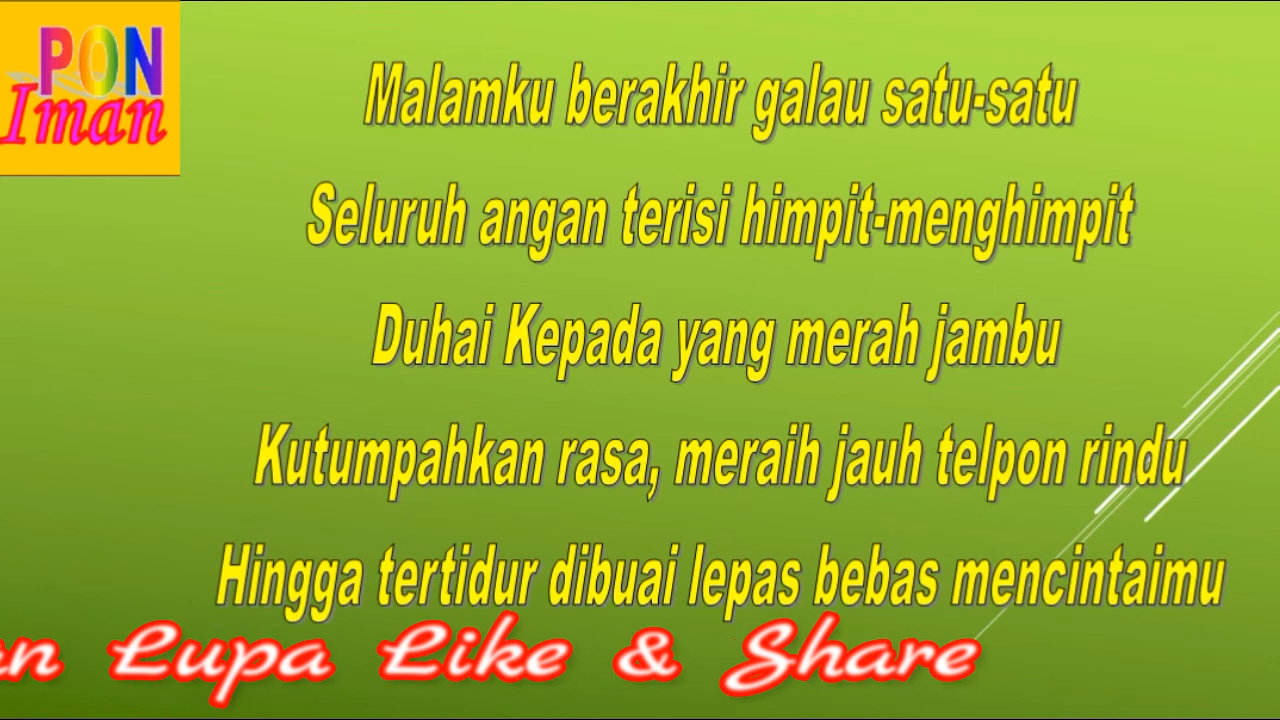 PON
Iman
Malamku berakhir galau satu-satu
Seluruh angan terisi himpit-menghimpit
Duhai Kepada yang merah jambu
Kutumpahkan rasa, meraih jauh telpon rindu
Hingga tertidur dibuai lepas bebas mencintaimu
Lupa Like & Share